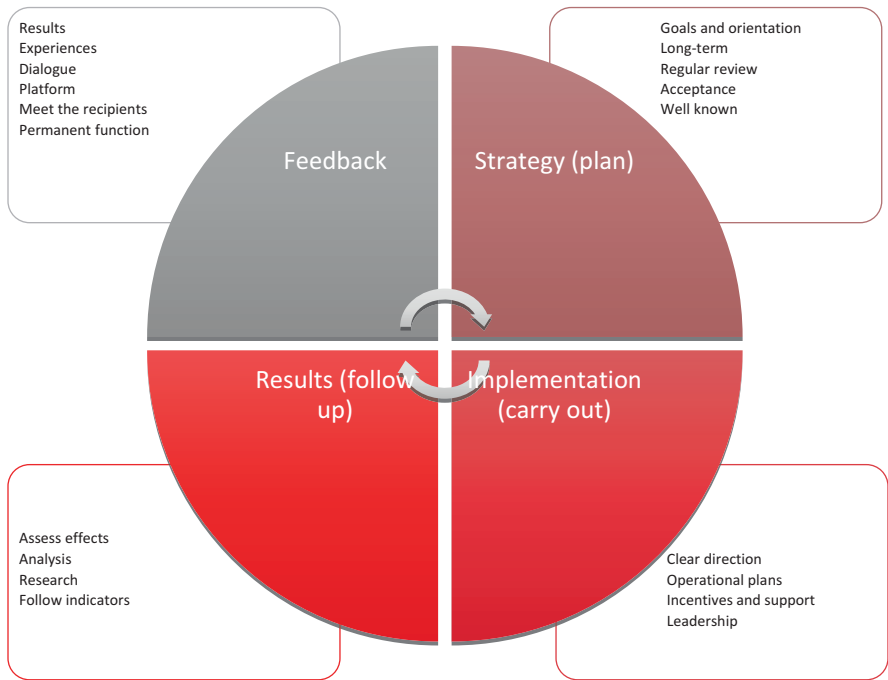 Results
Experiences
Dialogue
Platform
Meet the recipients
Permanent function
Goals and orientation
Long-term
Regular review
Acceptance
Well known
Feedback
Strategy (plan)
Results (follow
up)
Implementation
(carry out)
Assess effects
Analysis
Research
Follow indicators
Clear direction
Operational plans
Incentives and support
Leadership